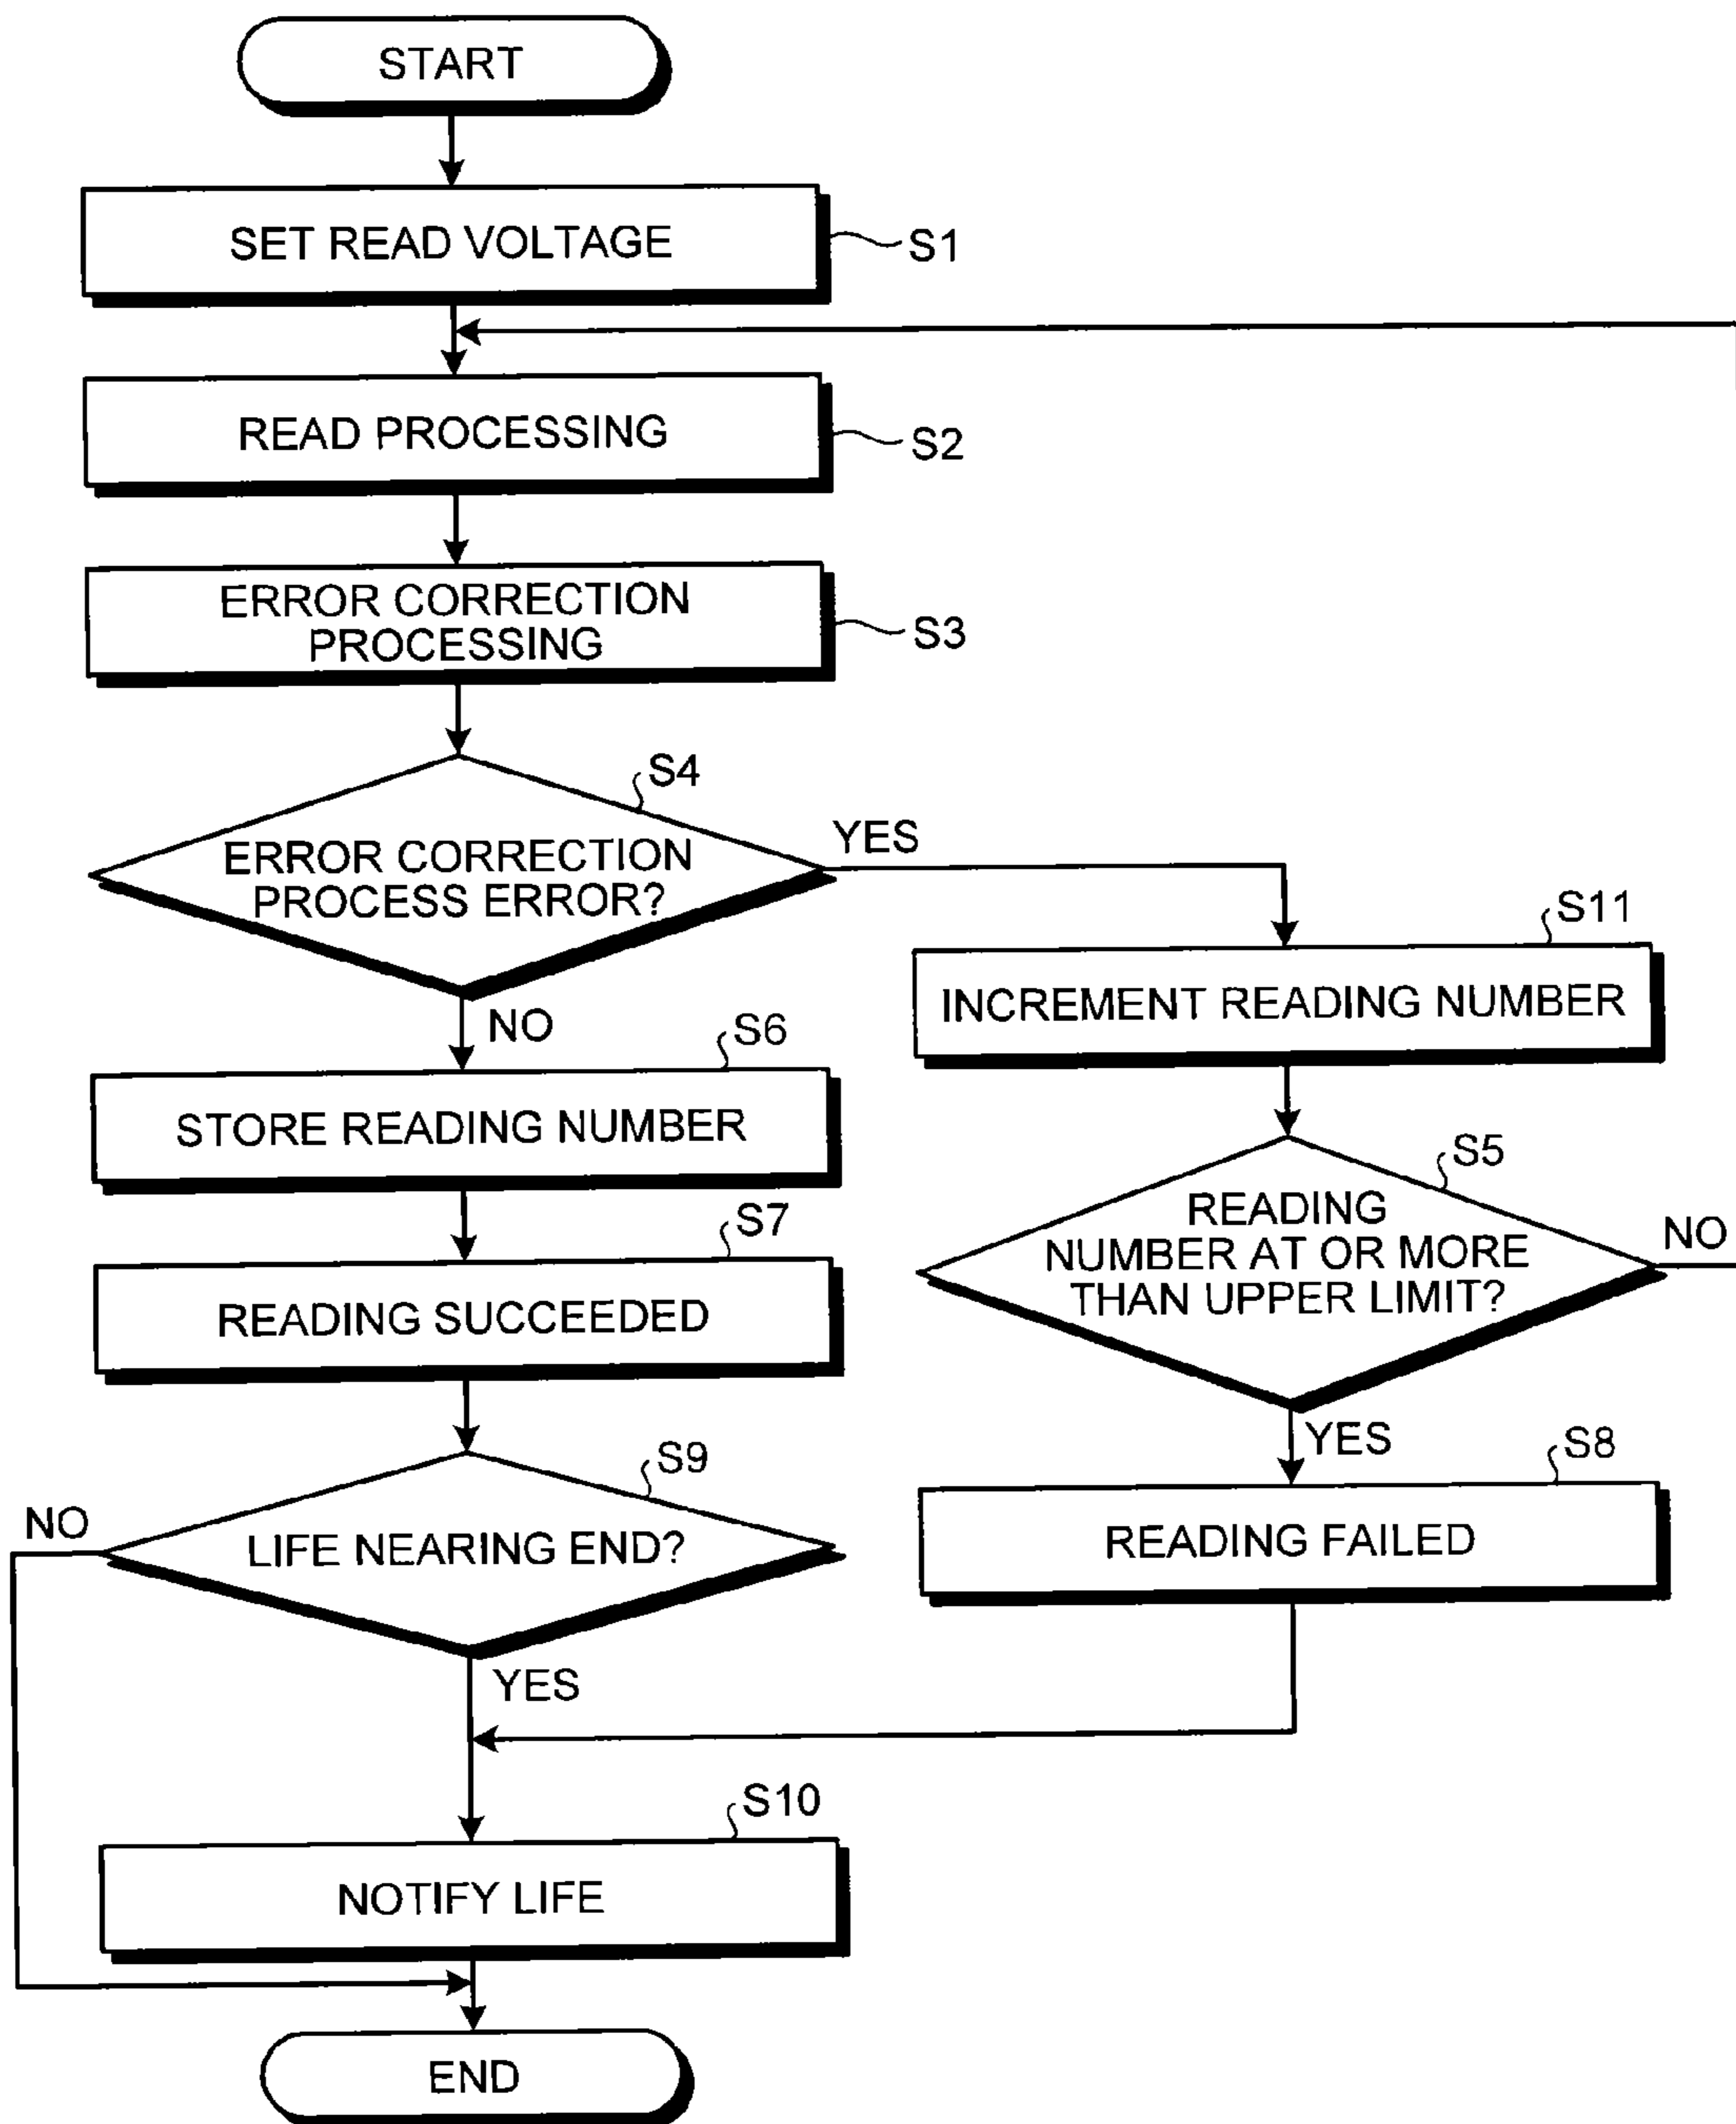 START
SET READ VOLTAGE
S1
READ PROCESSING
S2
ERROR CORRECTION
PROCESSING
S3
S4
ERROR CORRECTION
PROCESS ERROR?
YES
NO
S11
INCREMENT READING NUMBER
S6
STORE READING NUMBER
S5
READING
NUMBER AT OR MORE
THAN UPPER LIMIT?
NO
YES
S7
READING SUCCEEDED
S9
LIFE NEARING END?
NO
YES
S8
READING FAILED
S10
NOTIFY LIFE
END